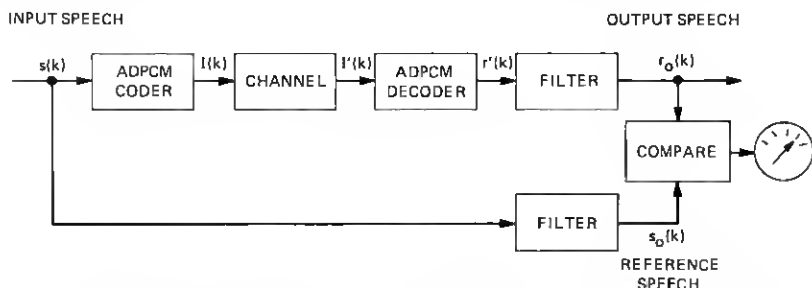 INPUT SPEECH
OUTPUT SPEECH
s(k)
ADPCM
CODER
I(k)
CHANNEL
I'(k)
ADPCM
DECODER
r'(k)
FILTER
r₀(k)
COMPARE
FILTER
s₀(k)
REFERENCE
SPEECH